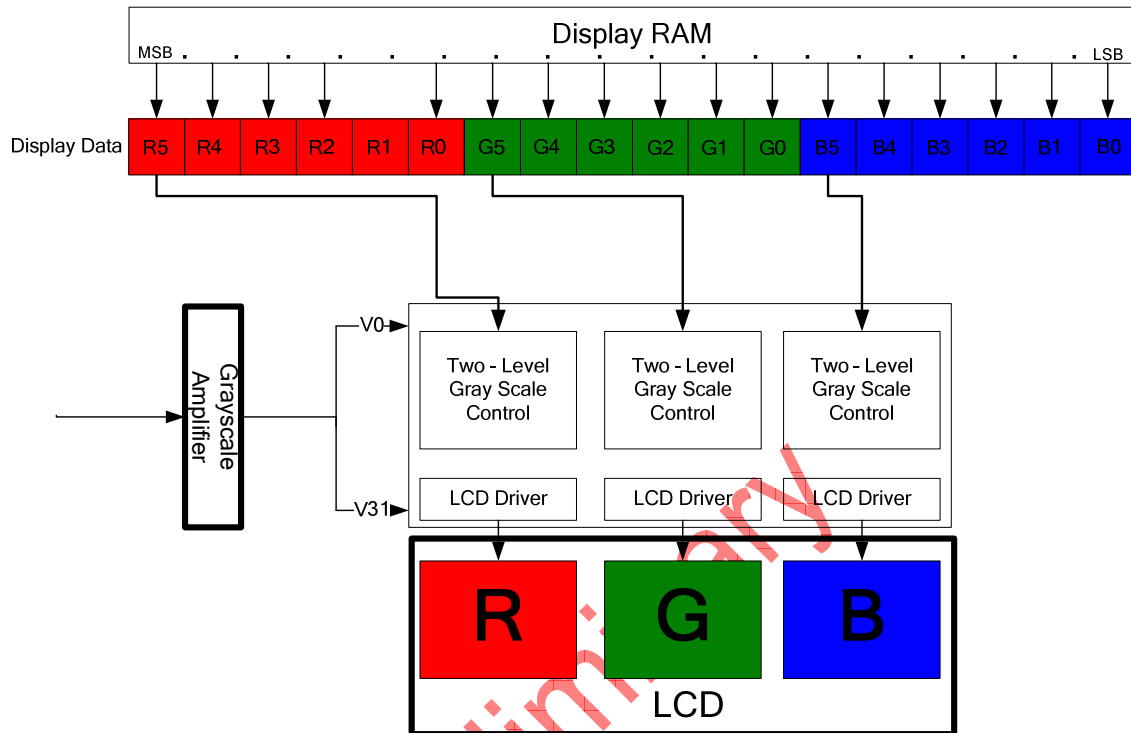 Display RAM
MSB
LSB
Display Data
R5 R4 R3 R2 R1 R0 G5 G4 G3 G2 G1 G0 B5 B4 B3 B2 B1 B0
V0
Grayscale
Amplifier
Two - Level
Gray Scale
Control
Two - Level
Gray Scale
Control
Two - Level
Gray Scale
Control
V31
LCD Driver
LCD Driver
LCD Driver
R
G
B
LCD